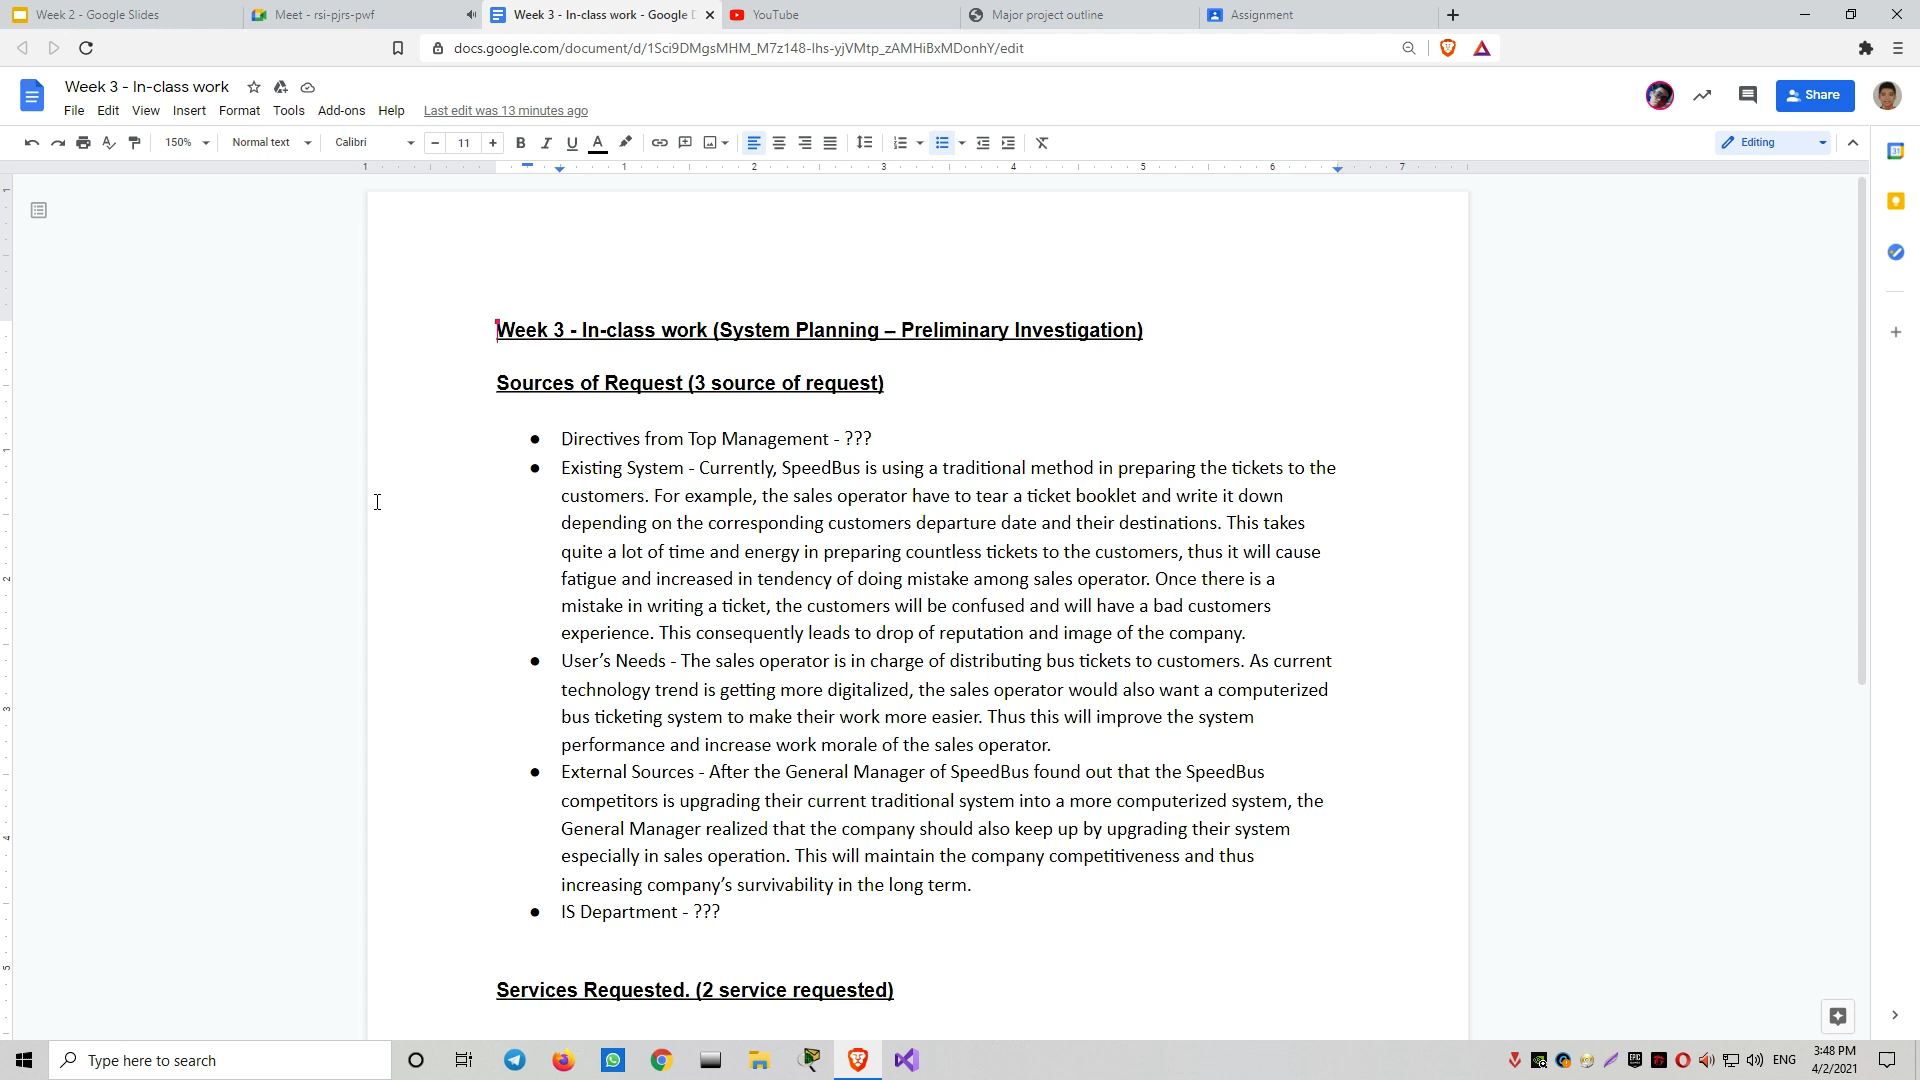 Week 2 - Google Slides
Meet - rsi-pjrs-pwf
Week 3 - In-class work - Google D
YouTube
Major project outline
Assignment
docs.google.com/document/d/1Sci9DMgsMHM_M7z148-Ihs-yjVMtp_zAMHiBxMDonhY/edit
Week 3 - In-class work
File Edit View Insert Format Tools Add-ons Help Last edit was 13 minutes ago
Share
150% Normal text Calibri 11 B I U A Editing
1 1 2 3 4 5 6 7
Week 3 - In-class work (System Planning – Preliminary Investigation)
Sources of Request (3 source of request)
● Directives from Top Management - ???
● Existing System - Currently, SpeedBus is using a traditional method in preparing the tickets to the
customers. For example, the sales operator have to tear a ticket booklet and write it down
depending on the corresponding customers departure date and their destinations. This takes
quite a lot of time and energy in preparing countless tickets to the customers, thus it will cause
fatigue and increased in tendency of doing mistake among sales operator. Once there is a
mistake in writing a ticket, the customers will be confused and will have a bad customers
experience. This consequently leads to drop of reputation and image of the company.
● User’s Needs - The sales operator is in charge of distributing bus tickets to customers. As current
technology trend is getting more digitalized, the sales operator would also want a computerized
bus ticketing system to make their work more easier. Thus this will improve the system
performance and increase work morale of the sales operator.
● External Sources - After the General Manager of SpeedBus found out that the SpeedBus
competitors is upgrading their current traditional system into a more computerized system, the
General Manager realized that the company should also keep up by upgrading their system
especially in sales operation. This will maintain the company competitiveness and thus
increasing company’s survivability in the long term.
● IS Department - ???
Services Requested. (2 service requested)
Type here to search
ENG
3:48 PM
4/2/2021